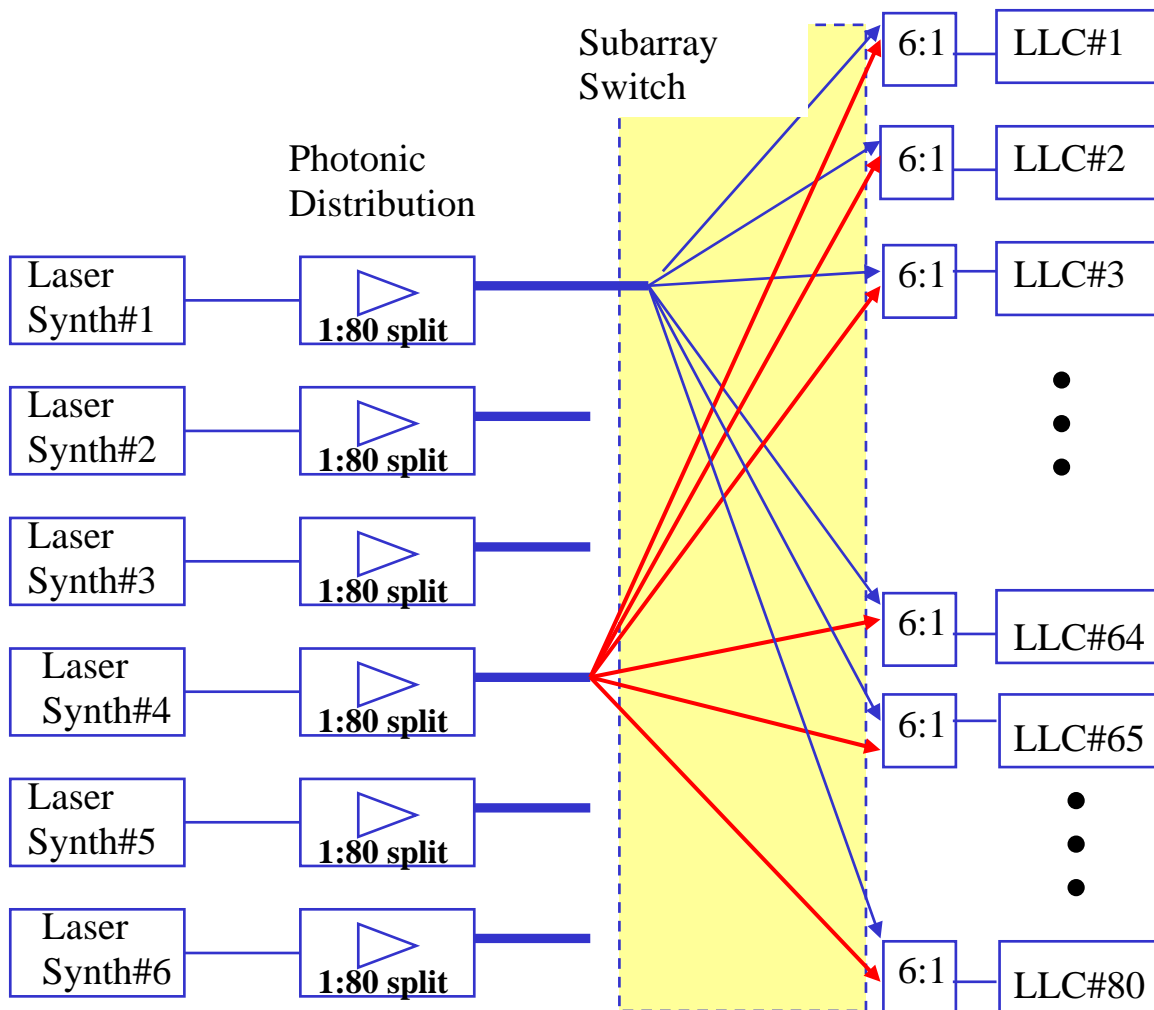 Subarray
Switch
Photonic
Distribution
Laser
Synth#1
1:80 split
Laser
Synth#2
1:80 split
Laser
Synth#3
1:80 split
Laser
Synth#4
1:80 split
Laser
Synth#5
1:80 split
Laser
Synth#6
1:80 split
6:1
LLC#1
6:1
LLC#2
6:1
LLC#3
6:1
LLC#64
6:1
LLC#65
6:1
LLC#80